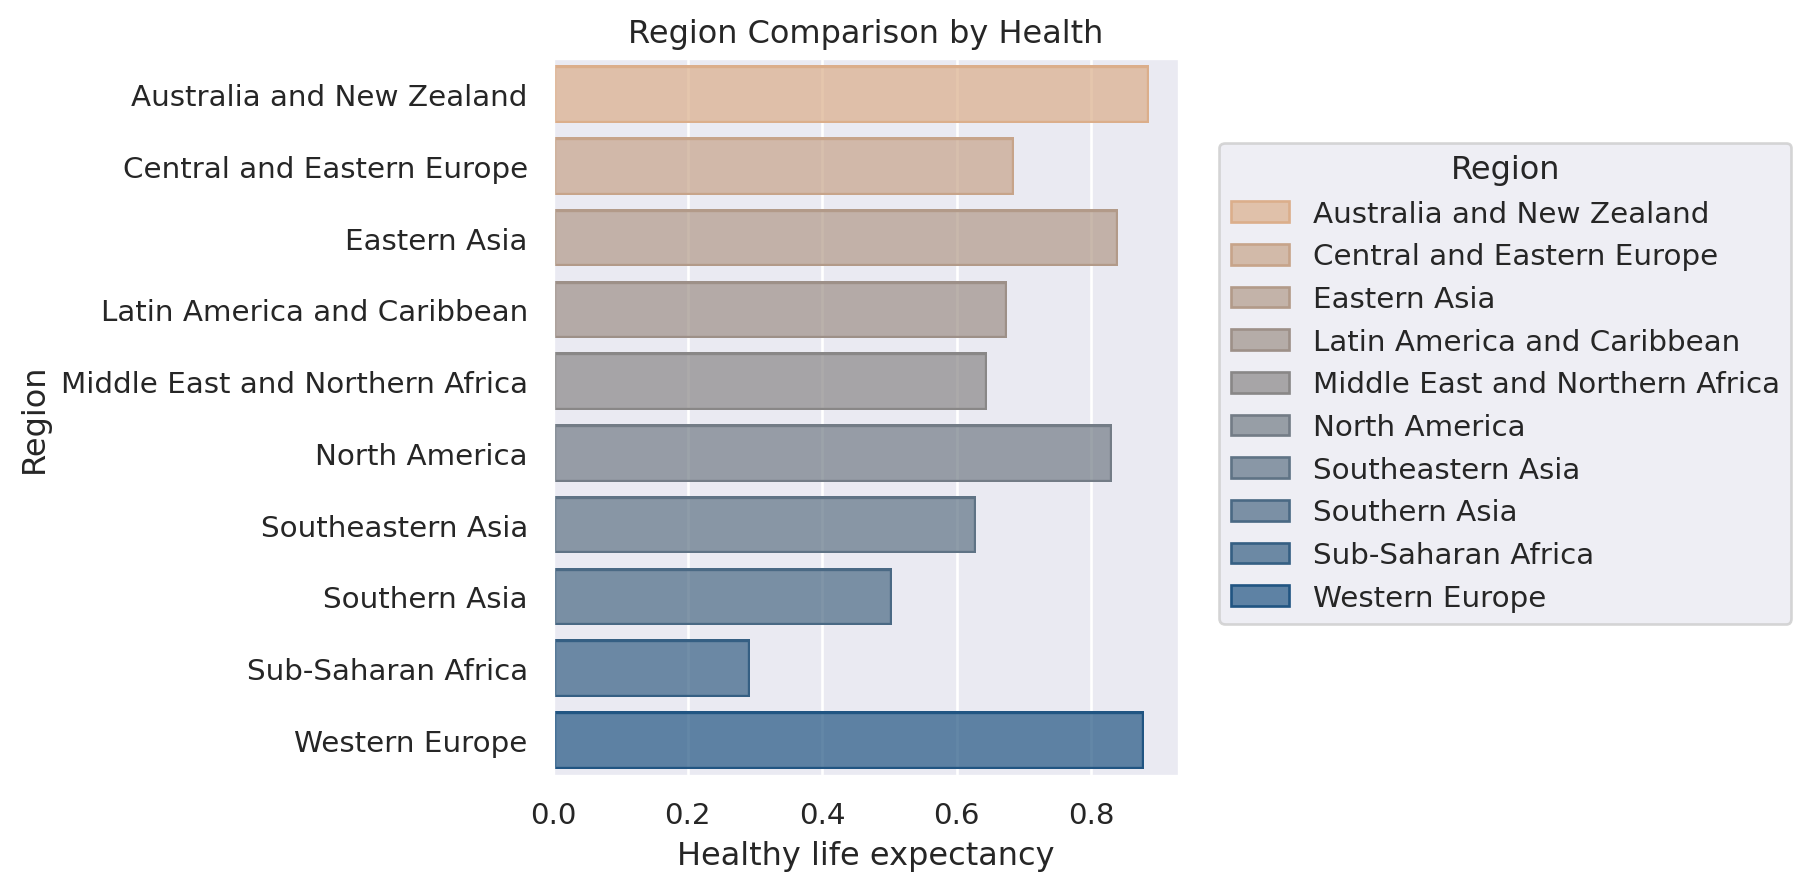 Region Comparison by Health
Region
Australia and New Zealand
Central and Eastern Europe
Eastern Asia
Latin America and Caribbean
Middle East and Northern Africa
North America
Southeastern Asia
Southern Asia
Sub-Saharan Africa
Western Europe
0.0 0.2 0.4 0.6 0.8
Healthy life expectancy
Region
Australia and New Zealand
Central and Eastern Europe
Eastern Asia
Latin America and Caribbean
Middle East and Northern Africa
North America
Southeastern Asia
Southern Asia
Sub-Saharan Africa
Western Europe